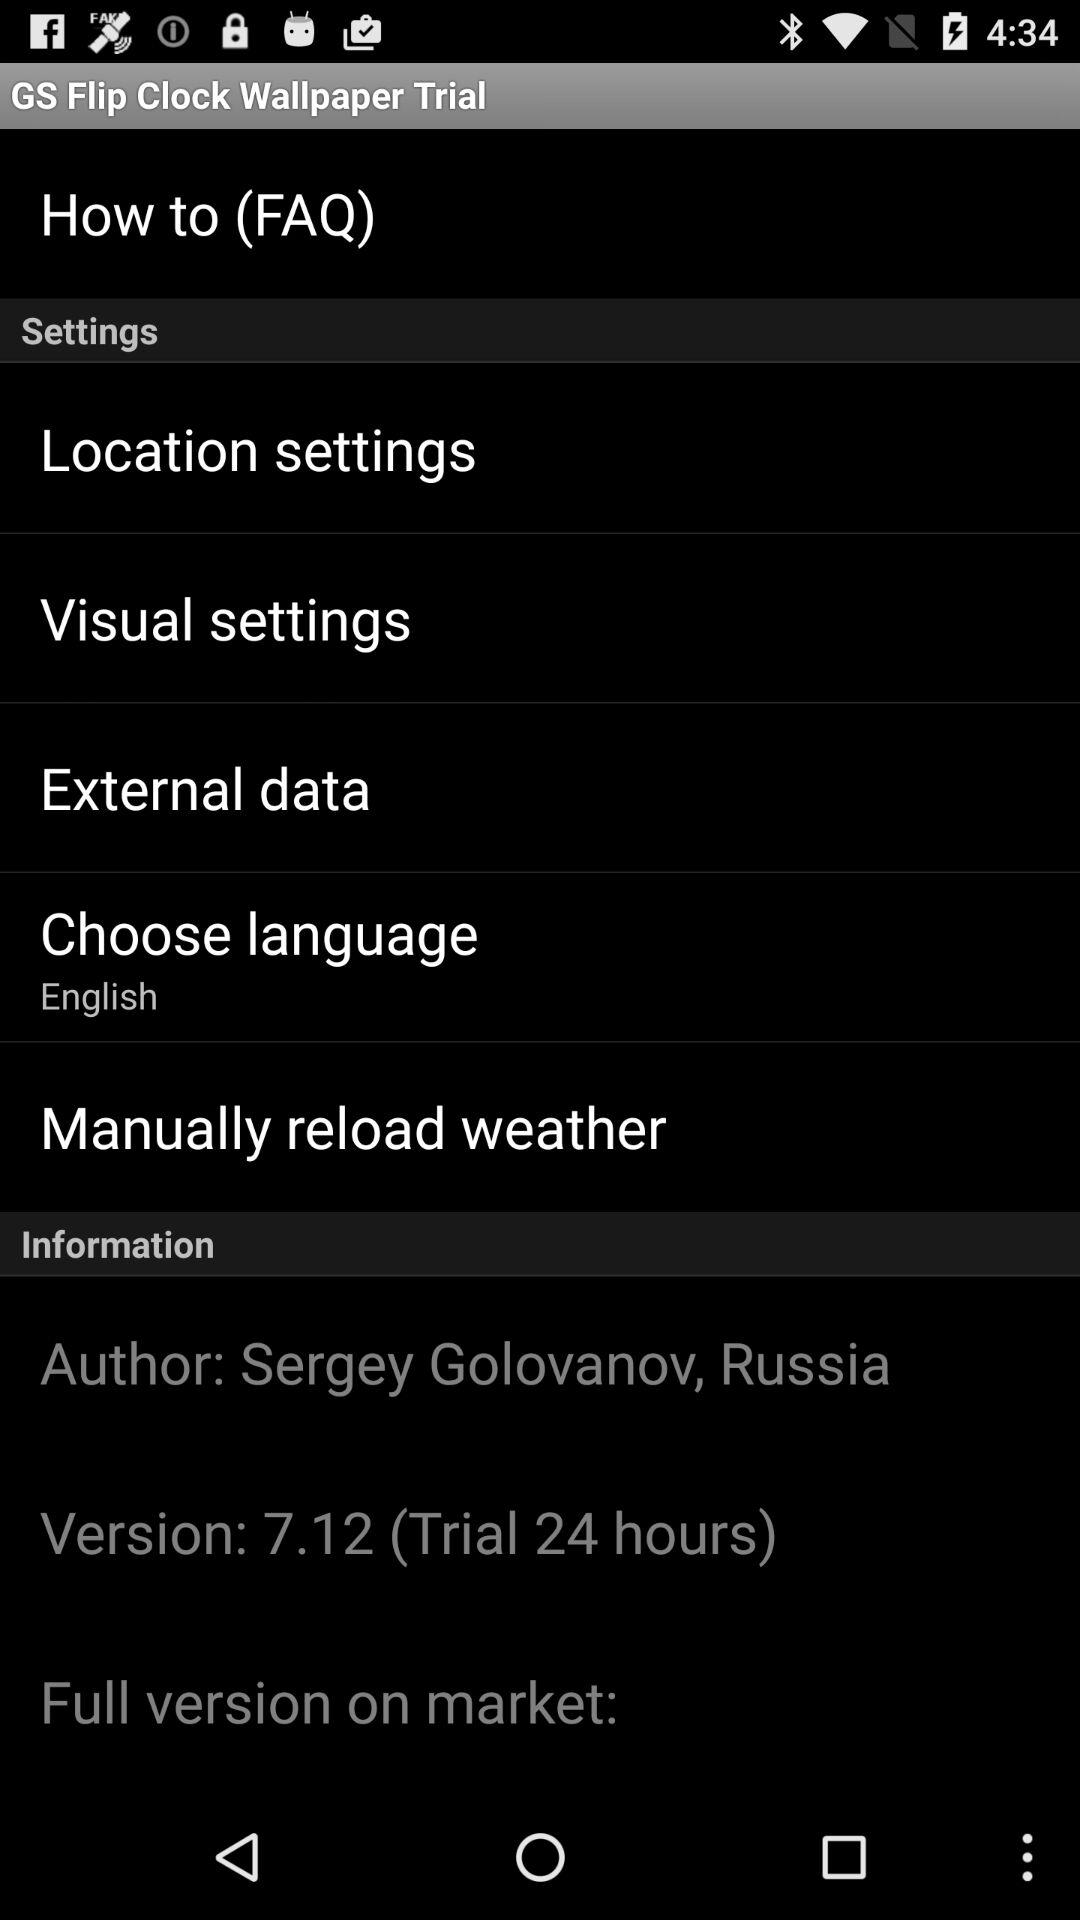 FAKE
4:34
GS Flip Clock Wallpaper Trial
How to (FAQ)
Settings
Location settings
Visual settings
External data
Choose language
English
Manually reload weather
Information
Author: Sergey Golovanov, Russia
Version: 7.12 (Trial 24 hours)
Full version on market: